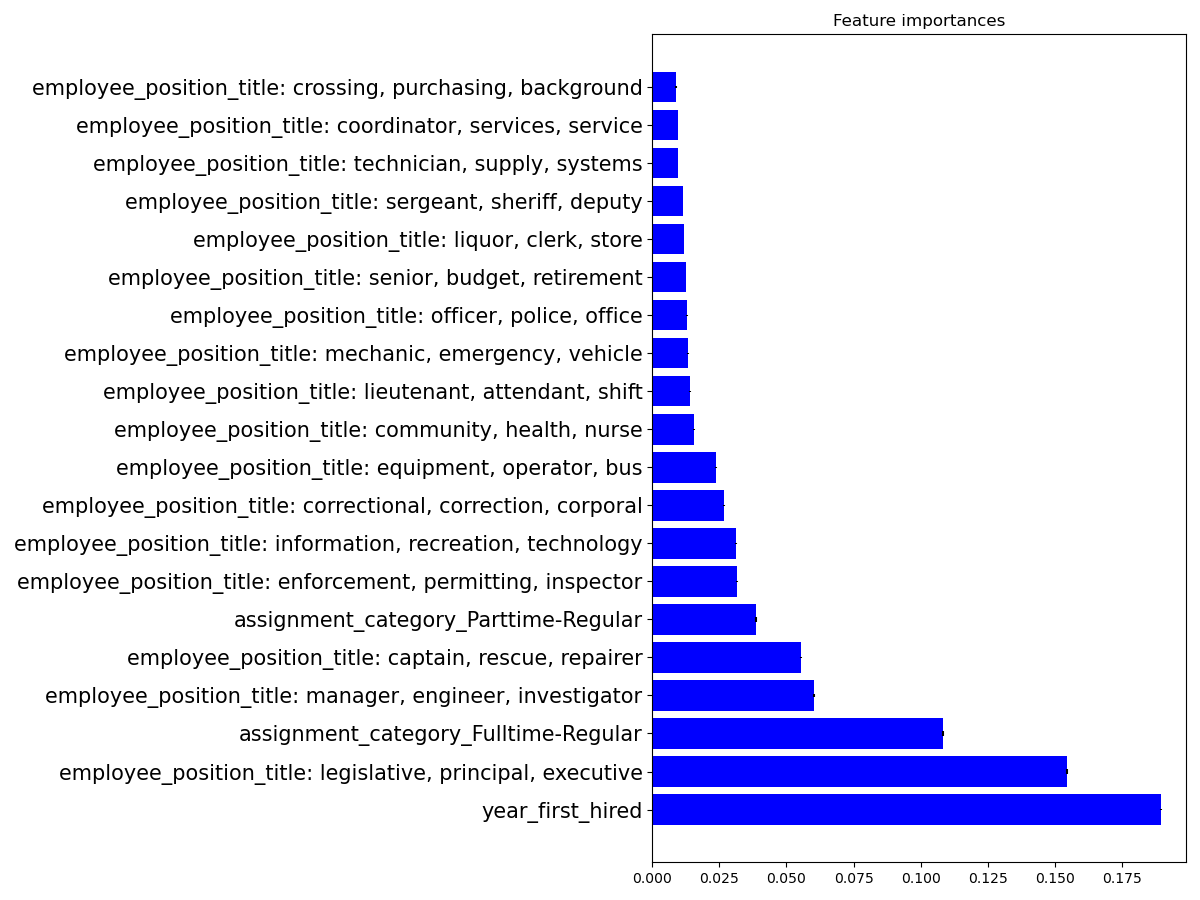 Feature importances
employee_position_title: crossing, purchasing, background
employee_position_title: coordinator, services, service
employee_position_title: technician, supply, systems
employee_position_title: sergeant, sheriff, deputy
employee_position_title: liquor, clerk, store
employee_position_title: senior, budget, retirement
employee_position_title: officer, police, office
employee_position_title: mechanic, emergency, vehicle
employee_position_title: lieutenant, attendant, shift
employee_position_title: community, health, nurse
employee_position_title: equipment, operator, bus
employee_position_title: correctional, correction, corporal
employee_position_title: information, recreation, technology
employee_position_title: enforcement, permitting, inspector
assignment_category_Parttime-Regular
employee_position_title: captain, rescue, repairer
employee_position_title: manager, engineer, investigator
assignment_category_Fulltime-Regular
employee_position_title: legislative, principal, executive
year_first_hired
0.000 0.025 0.050 0.075 0.100 0.125 0.150 0.175